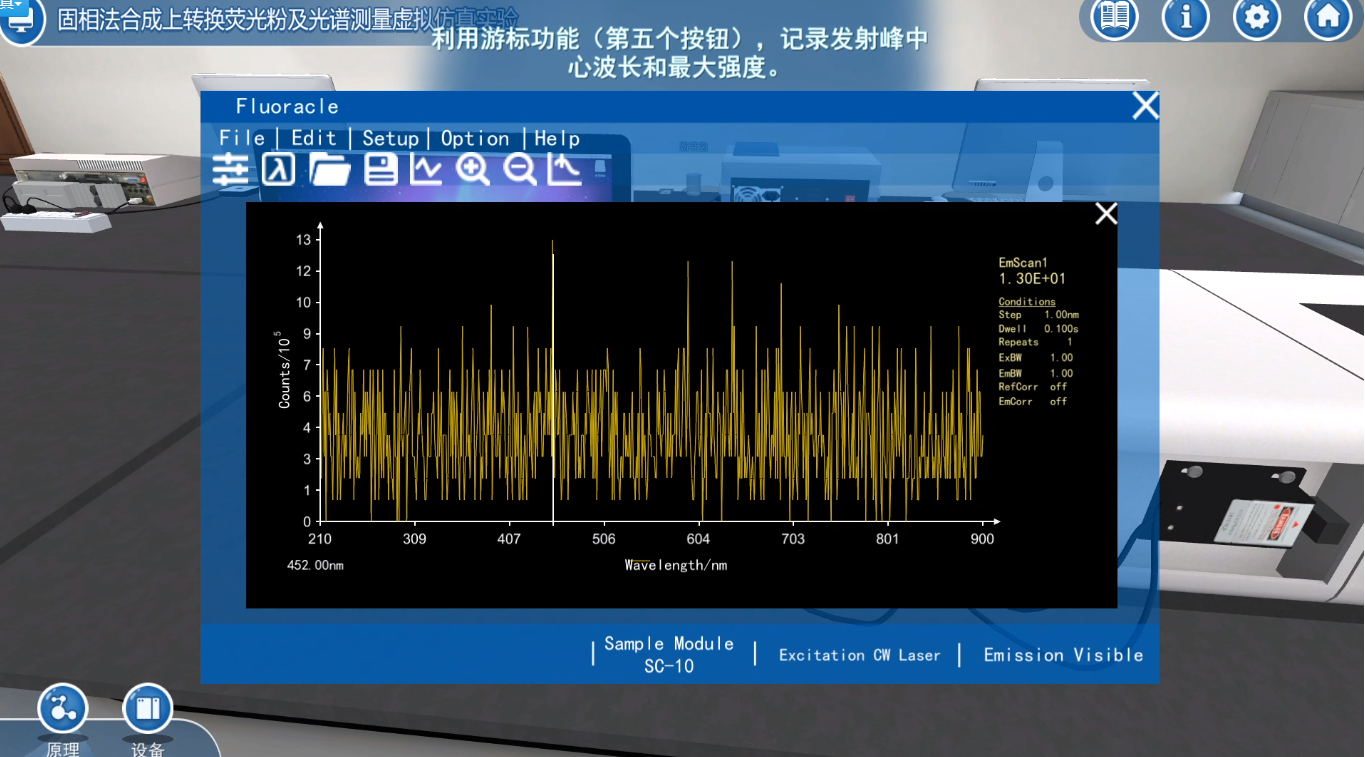 真
固相法合成上转换荧光粉及光谱测量虚拟仿真实验
利用游标功能（第五个按钮），记录发射峰中
心波长和最大强度。
Fluoracle
File | Edit | Setup | Option | Help
λ
13
12
10
9
7
6
4
3
1
0
Counts/10⁵
210 309 407 506 604 703 801 900
452.00nm
Wavelength/nm
EmScan1
1.30E+01
Conditions
Step 1.00nm
Dwell 0.100s
Repeats 1
ExBW 1.00
EmBW 1.00
RefCorr off
EmCorr off
DANGER
Sample Module
SC-10
Excitation CW Laser
Emission Visible
原理
设备